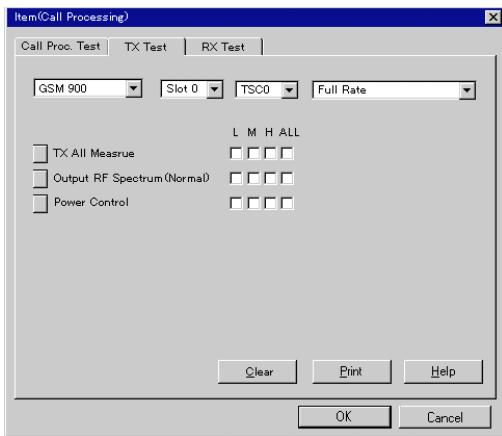 Item(Call Processing)
Call Proc. Test TX Test RX Test
GSM 900 Slot 0 TSC0 Full Rate
L M H ALL
TX All Measrue
Output RF Spectrum(Normal)
Power Control
Clear Print Help
OK Cancel